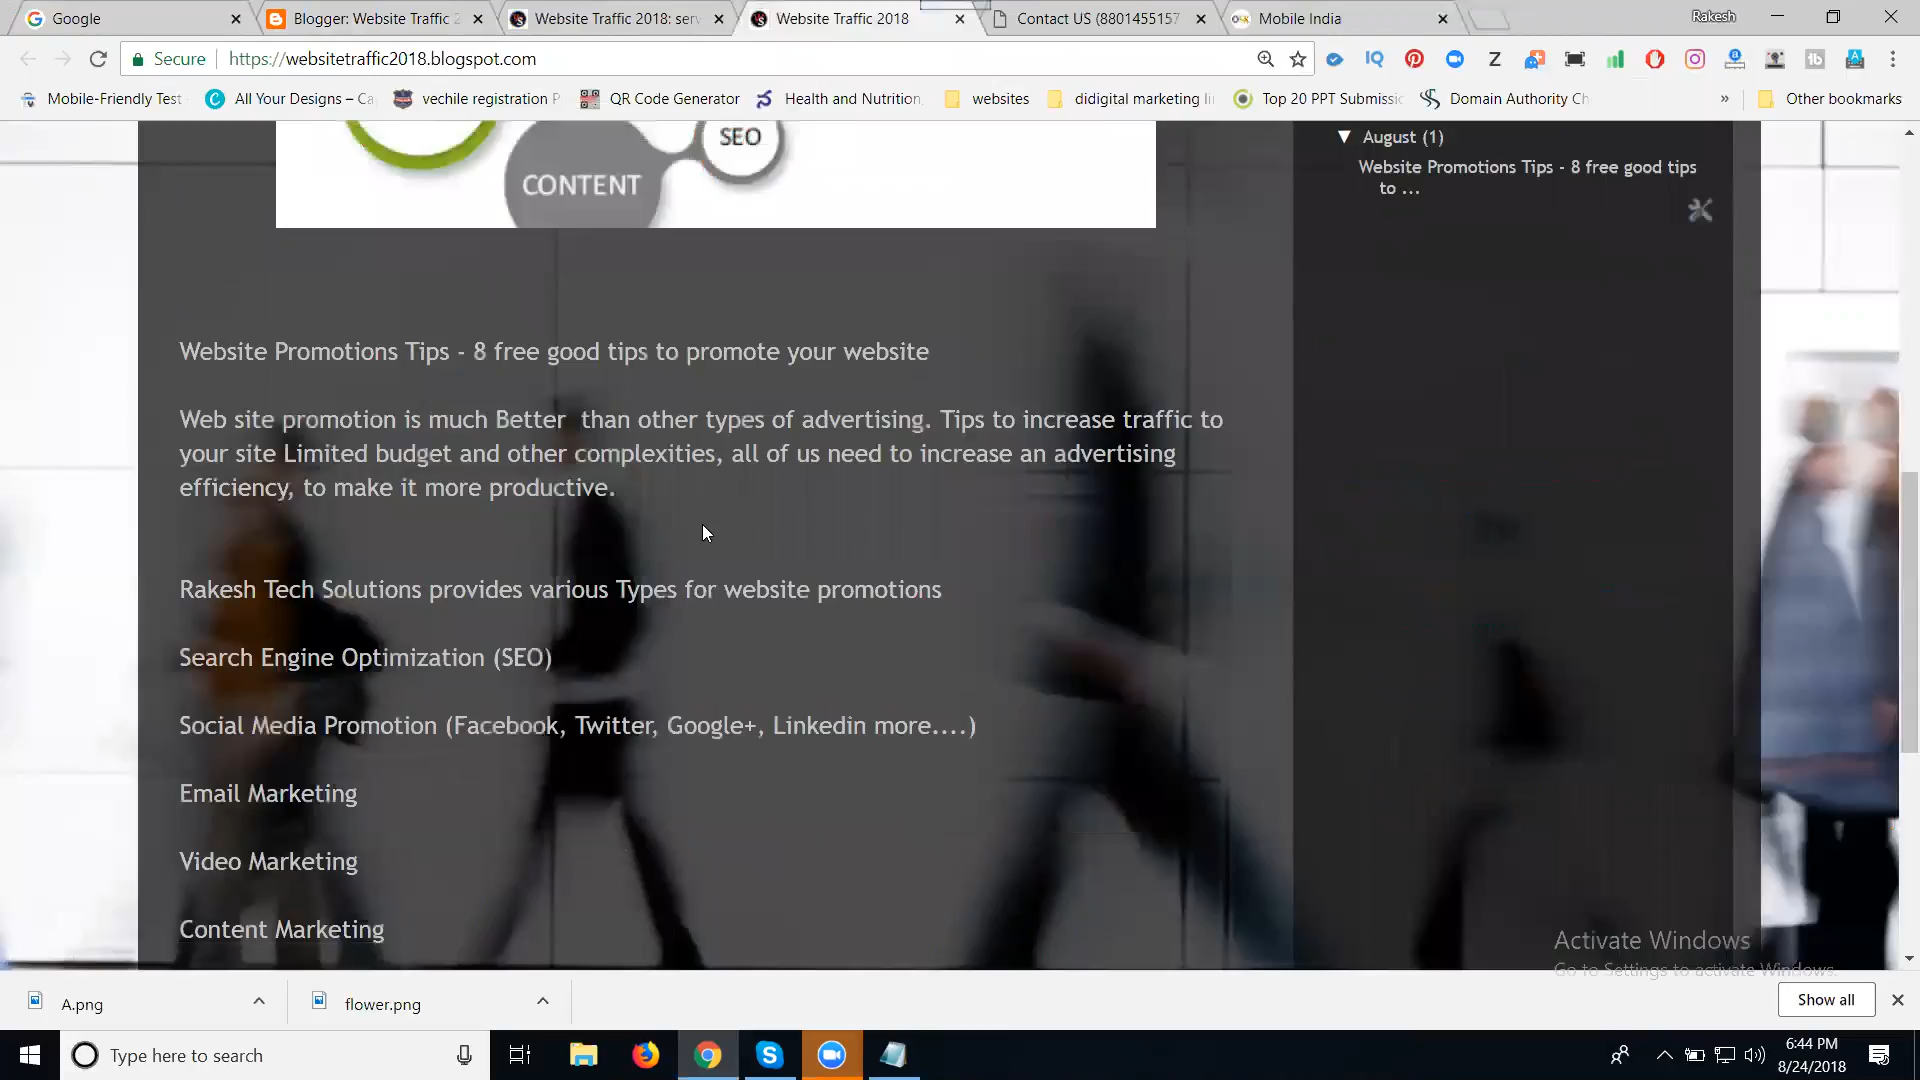 Google
Blogger: Website Traffic 2
Website Traffic 2018: serv
Website Traffic 2018
Contact US (8801455157
Mobile India
Rakesh
Secure
https://websitetraffic2018.blogspot.com
Mobile-Friendly Test
All Your Designs – Ca
vechile registration P
QR Code Generator
Health and Nutrition
websites
didigital marketing li
Top 20 PPT Submissic
Domain Authority Ch
»
Other bookmarks
SEO
CONTENT
August (1)
Website Promotions Tips - 8 free good tips
to ...
Website Promotions Tips - 8 free good tips to promote your website
Web site promotion is much Better than other types of advertising. Tips to increase traffic to
your site Limited budget and other complexities, all of us need to increase an advertising
efficiency, to make it more productive.
Rakesh Tech Solutions provides various Types for website promotions
Search Engine Optimization (SEO)
Social Media Promotion (Facebook, Twitter, Google+, Linkedin more....)
Email Marketing
Video Marketing
Content Marketing
Activate Windows
Go to Settings to activate Windows.
A.png
flower.png
Show all
Type here to search
6:44 PM
8/24/2018